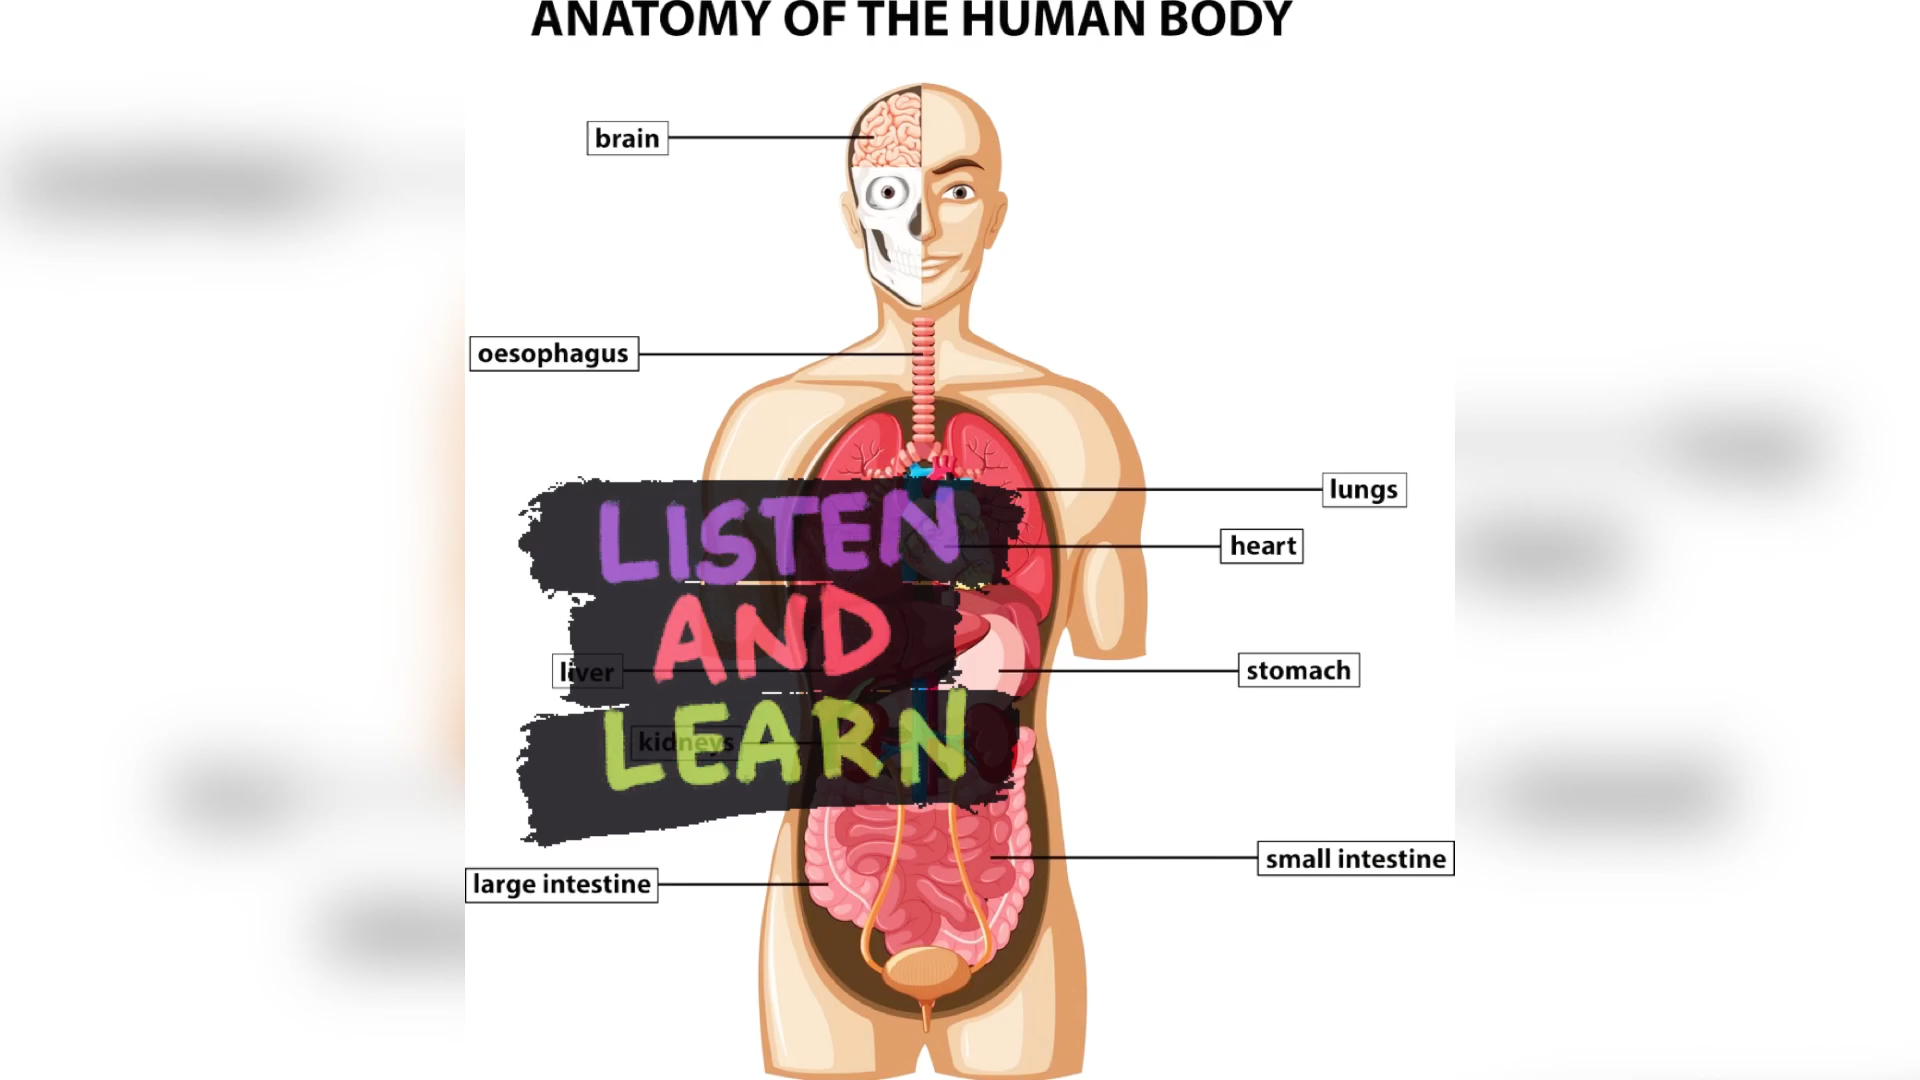 ANATOMY OF THE HUMAN BODY
brain
oesophagus
lungs
LISTEN
heart
AND
liver
stomach
LEARN
kidneys
small intestine
large intestine